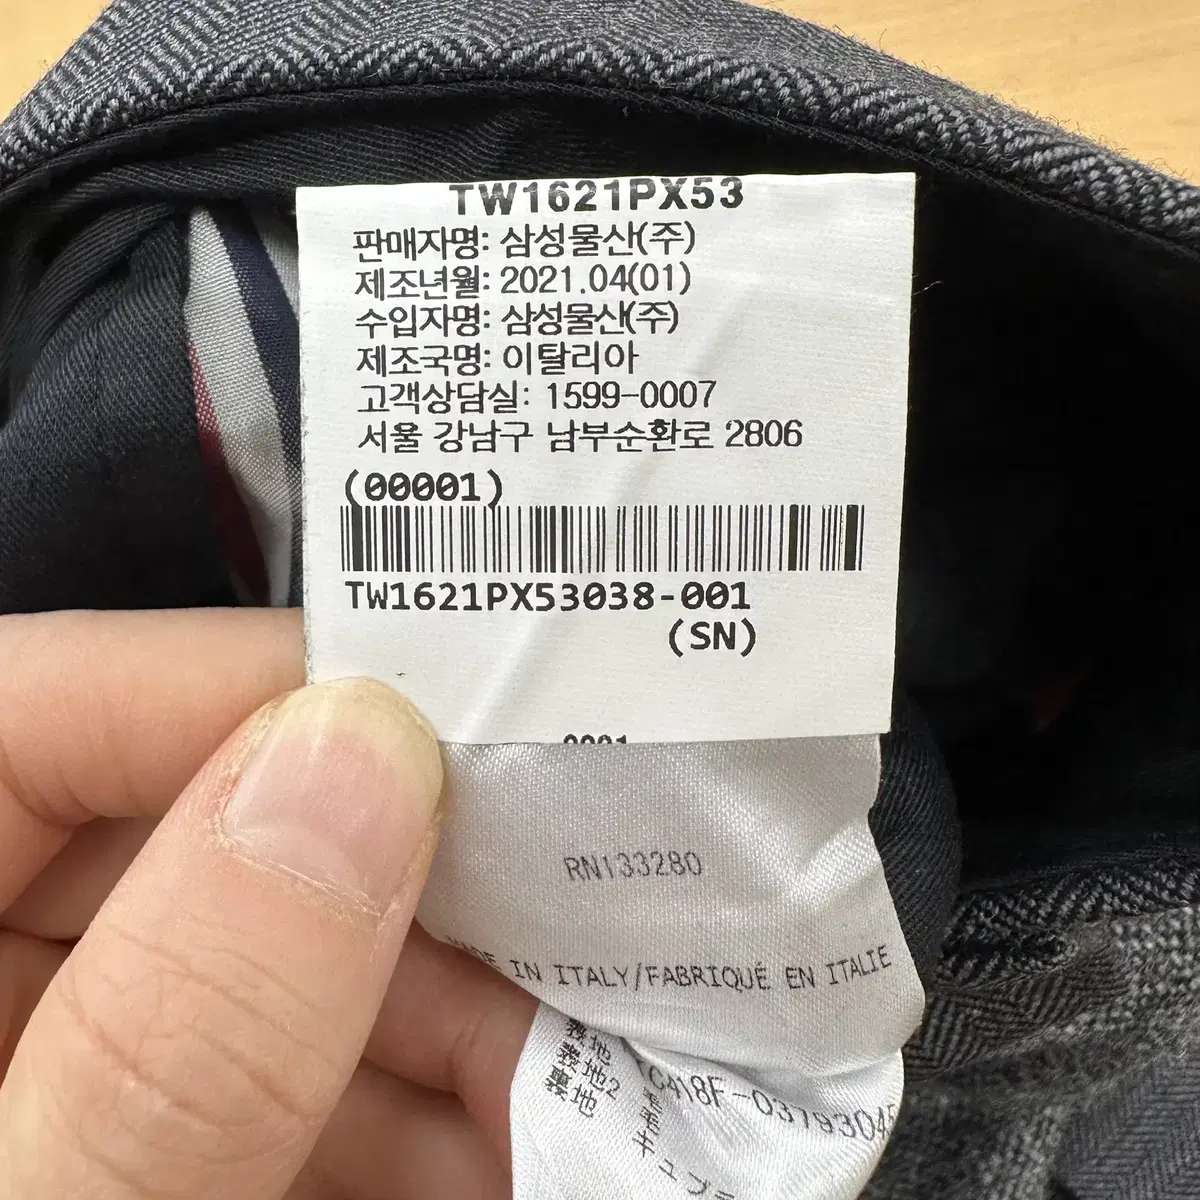 TW1621PX53
판매자명: 삼성물산(주)
제조년월: 2021.04(01)
수입자명: 삼성물산(주)
제조국명: 이탈리아
고객상담실: 1599-0007
서울 강남구 남부순환로 2806
(00001)
TW1621PX53038-001
(SN)
RN133280
MADE IN ITALY/FABRIQUÉ EN ITALIE